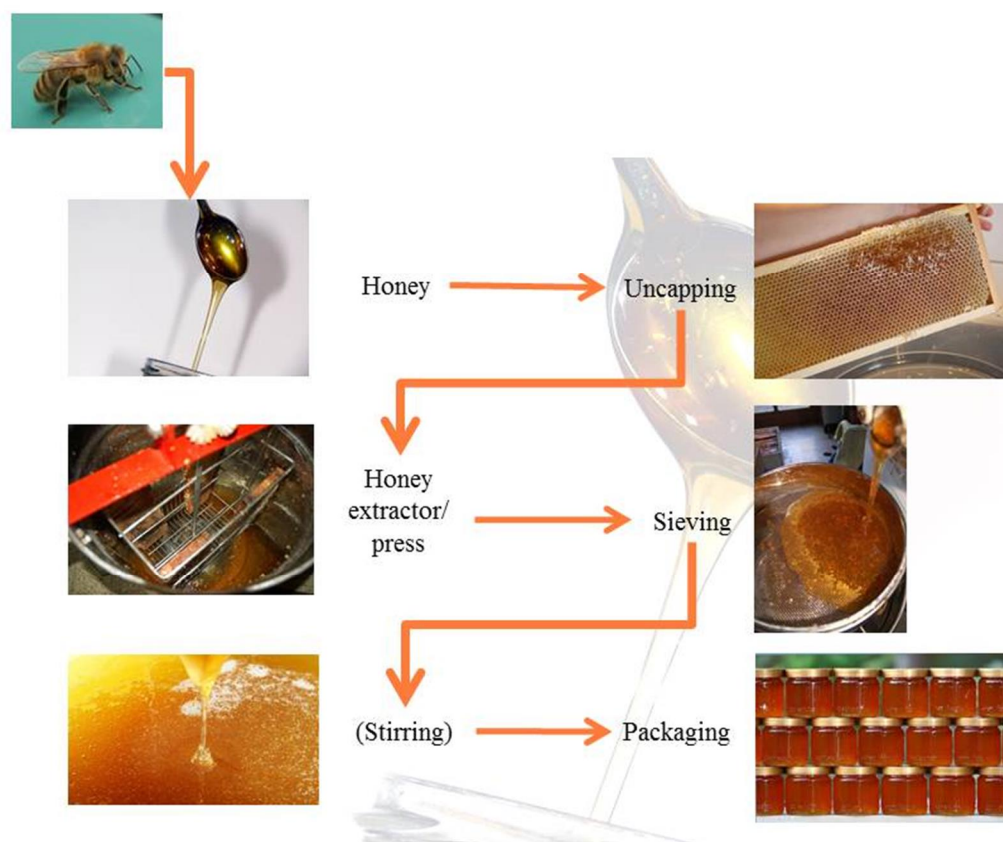 Honey
Uncapping
Honey
extractor/
press
Sieving
(Stirring)
Packaging